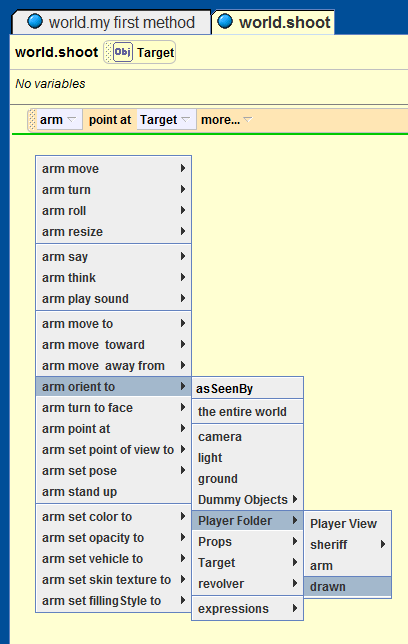 world.my first method
world.shoot
world.shoot Obj Target
No variables
arm point at Target more...
arm move
arm turn
arm roll
arm resize
arm say
arm think
arm play sound
arm move to
arm move toward
arm move away from
arm orient to
arm turn to face
arm point at
arm set point of view to
arm set pose
arm stand up
arm set color to
arm set opacity to
arm set vehicle to
arm set skin texture to
arm set fillingStyle to
asSeenBy
the entire world
camera
light
ground
Dummy Objects
Player Folder
Props
Target
revolver
expressions
Player View
sheriff
arm
drawn